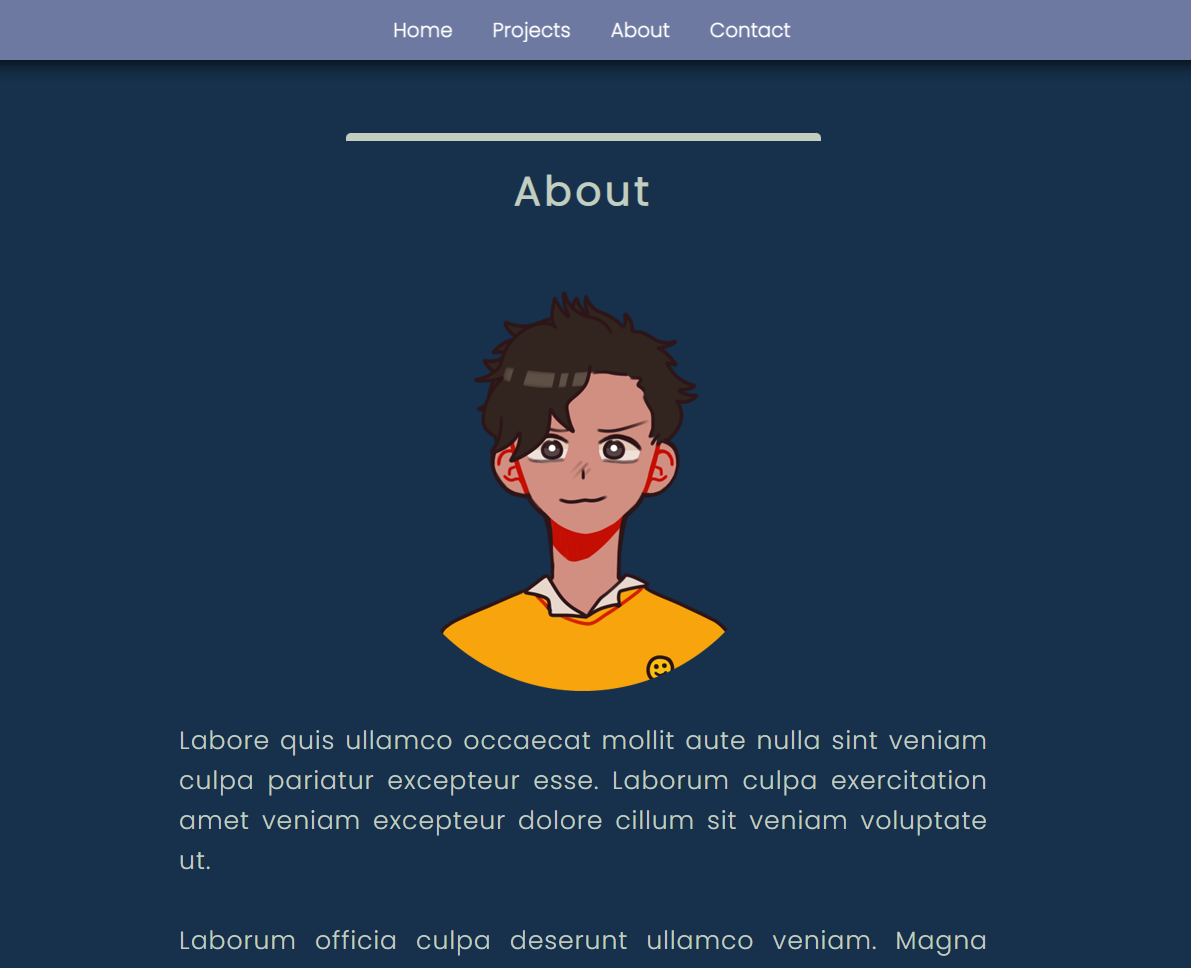 Home Projects About Contact
About
Labore quis ullamco occaecat mollit aute nulla sint veniam
culpa pariatur excepteur esse. Laborum culpa exercitation
amet veniam excepteur dolore cillum sit veniam voluptate
ut.
Laborum officia culpa deserunt ullamco veniam. Magna